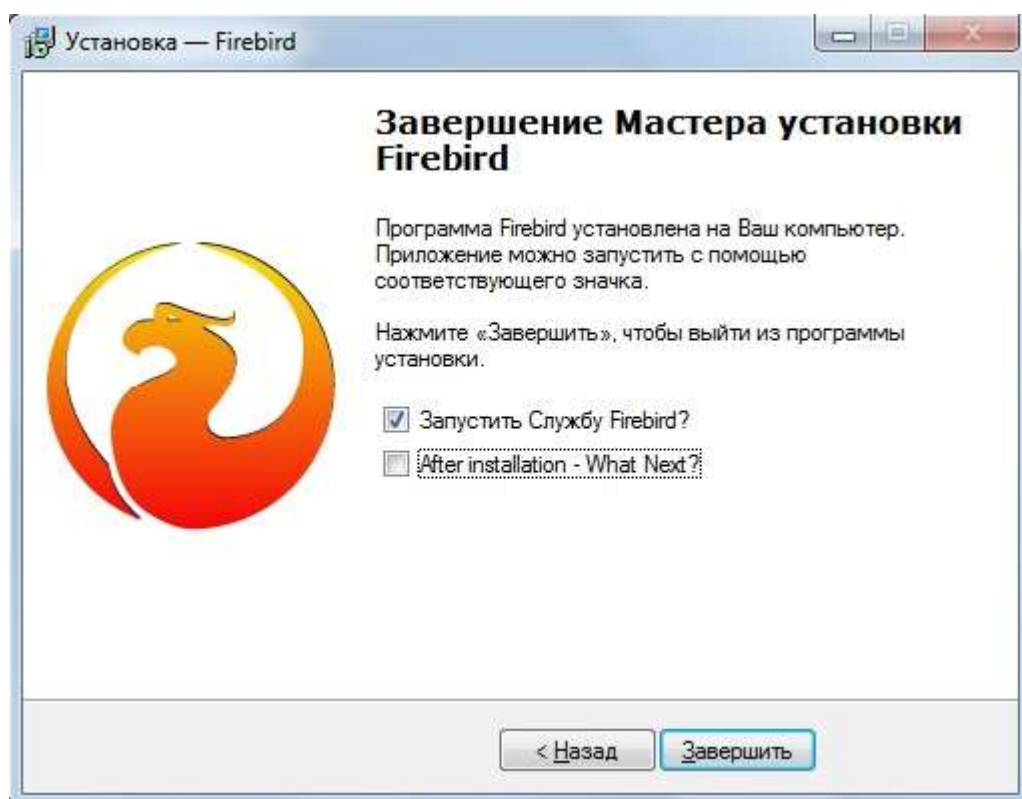 Установка — Firebird
Завершение Мастера установки
Firebird
Программа Firebird установлена на Ваш компьютер.
Приложение можно запустить с помощью
соответствующего значка.
Нажмите «Завершить», чтобы выйти из программы
установки.
Запустить Службу Firebird?
After installation - What Next?
< Назад
Завершить